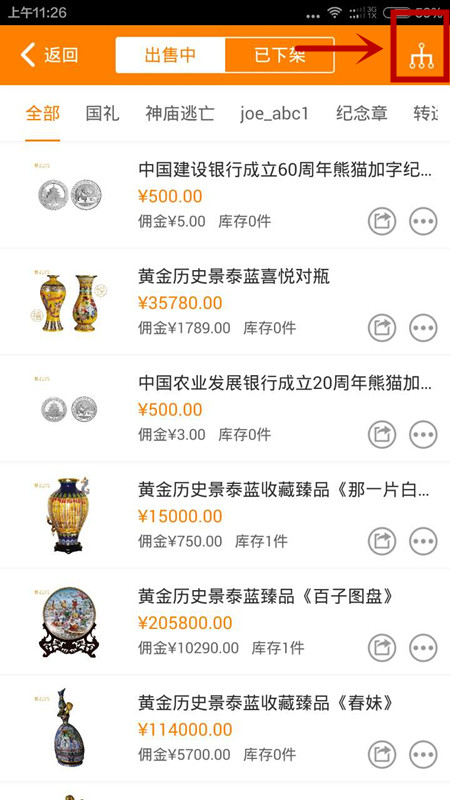 上午11:26
3G
1X
返回
出售中
已下架
全部 国礼 神庙逃亡 joe_abc1 纪念章 转运
中国建设银行成立60周年熊猫加字纪...
¥500.00
佣金¥5.00 库存0件
黄金历史景泰蓝喜悦对瓶
¥35780.00
佣金¥1789.00 库存0件
中国农业发展银行成立20周年熊猫加...
¥500.00
佣金¥3.00 库存0件
黄金历史景泰蓝收藏臻品《那一片白...
¥15000.00
佣金¥750.00 库存1件
黄金历史景泰蓝臻品《百子图盘》
¥205800.00
佣金¥10290.00 库存1件
黄金历史景泰蓝收藏臻品《春妹》
¥114000.00
佣金¥5700.00 库存0件